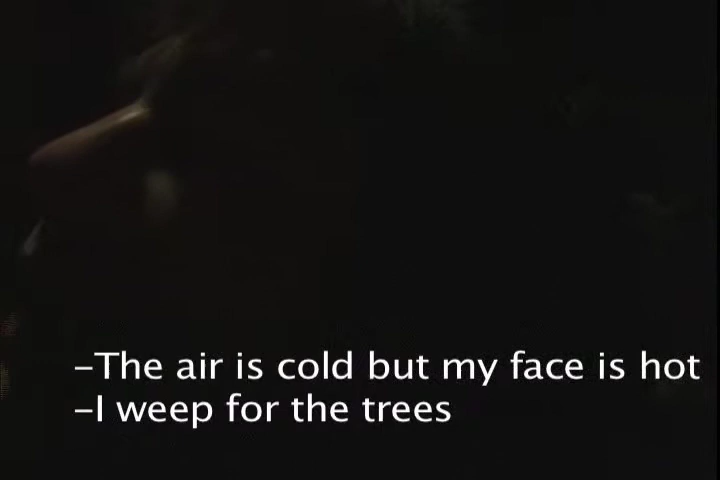 –The air is cold but my face is hot
–I weep for the trees